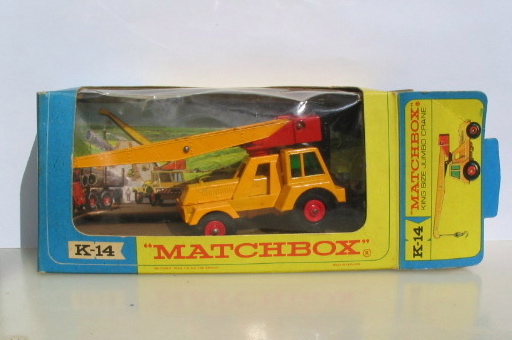 K-14
"MATCHBOX" ®
K-14
MATCHBOX®
KING SIZE JUMBO CRANE